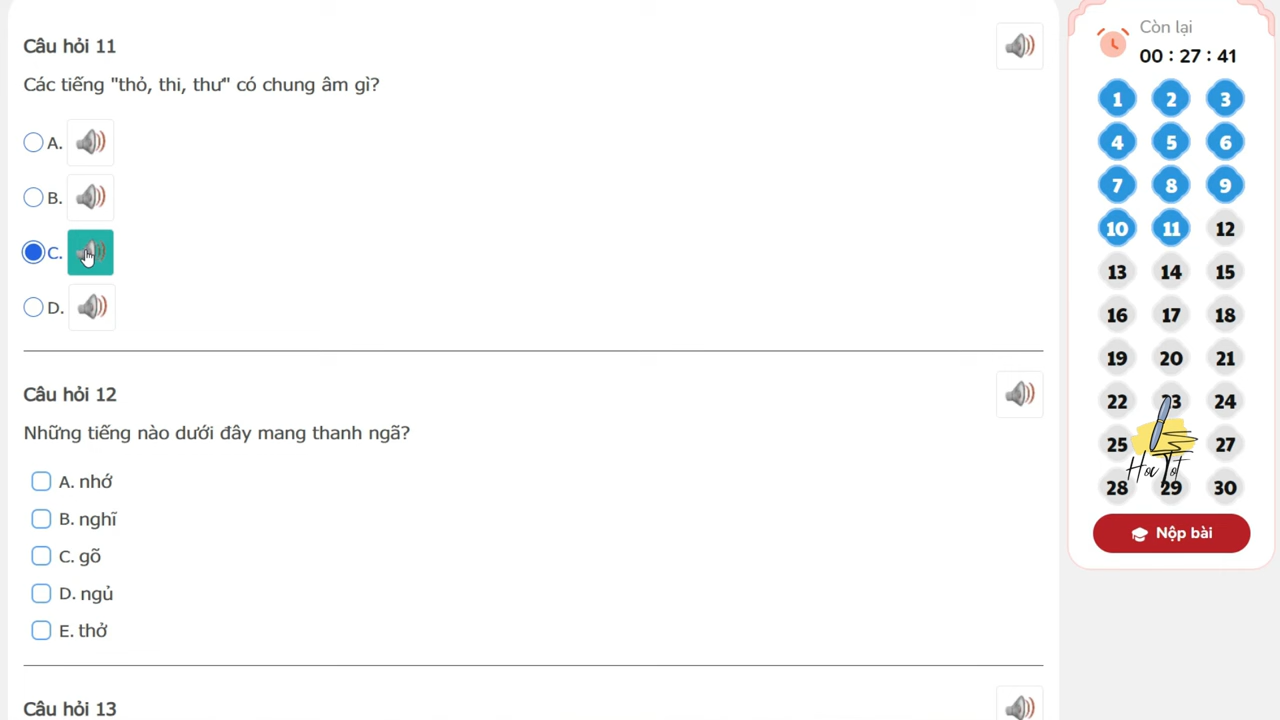 Câu hỏi 11
Các tiếng "thỏ, thi, thư" có chung âm gì?
A.
B.
C.
D.
Câu hỏi 12
Những tiếng nào dưới đây mang thanh ngã?
A. nhớ
B. nghĩ
C. gõ
D. ngủ
E. thở
Câu hỏi 13
Còn lại
00 : 27 : 41
1 2 3
4 5 6
7 8 9
10 11 12
13 14 15
16 17 18
19 20 21
22 23 24
25 27
Học Tốt
28 29 30
Nộp bài